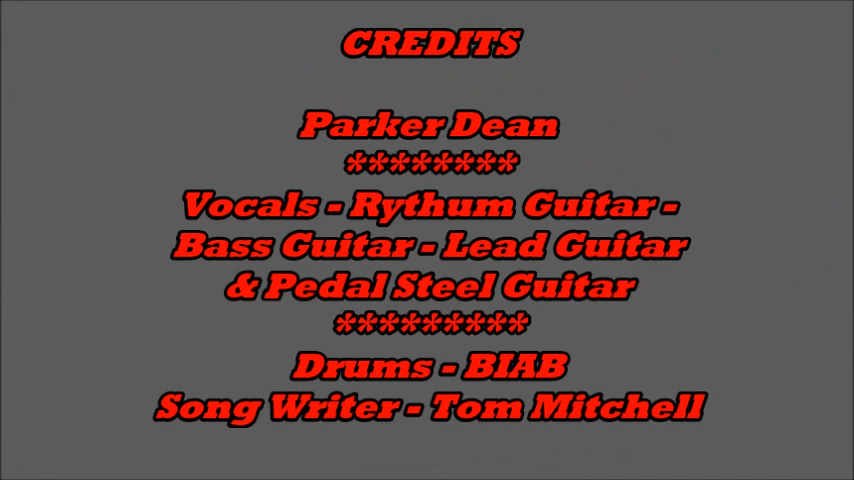 CREDITS
Parker Dean
********
Vocals - Rythum Guitar -
Bass Guitar - Lead Guitar
& Pedal Steel Guitar
*********
Drums - BIAB
Song Writer - Tom Mitchell